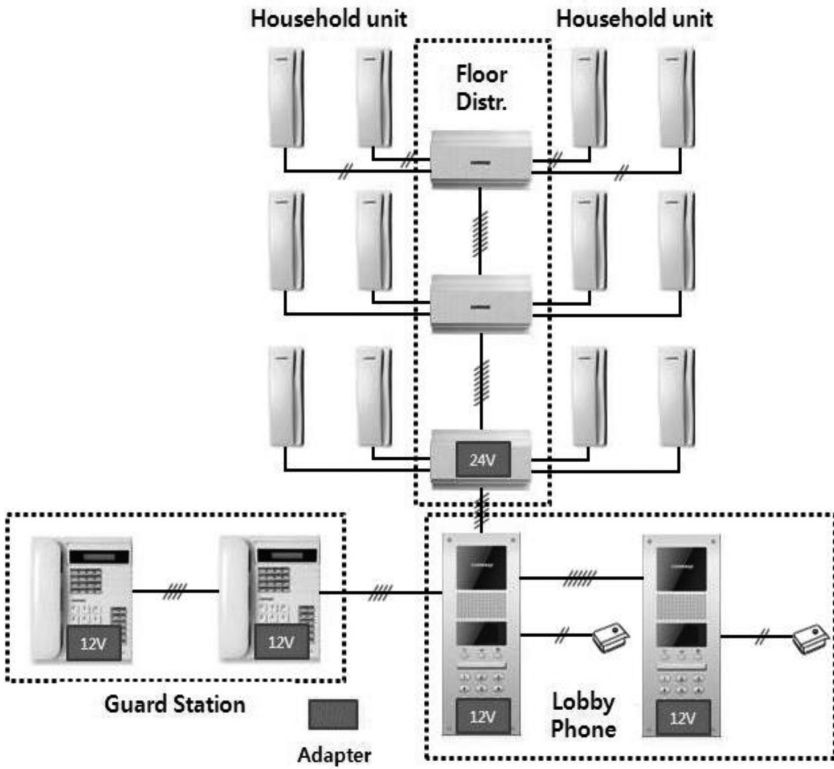 Household unit
Household unit
Floor
Distr.
24V
12V
12V
12V
12V
Guard Station
Lobby
Phone
Adapter